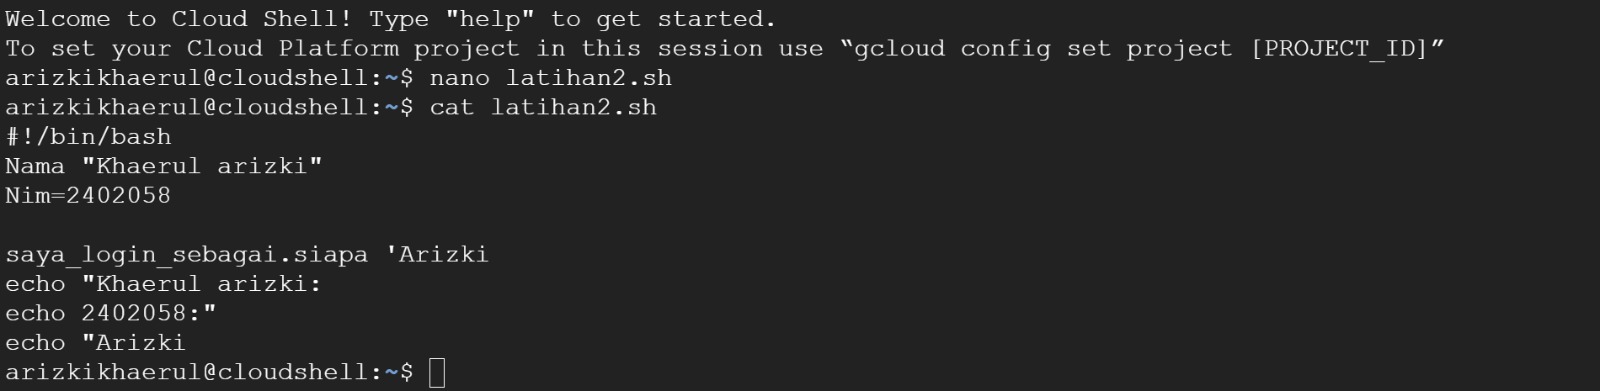 Welcome to Cloud Shell! Type "help" to get started.
To set your Cloud Platform project in this session use “gcloud config set project [PROJECT_ID]”
arizkikhaerul@cloudshell:~$ nano latihan2.sh
arizkikhaerul@cloudshell:~$ cat latihan2.sh
#!/bin/bash
Nama "Khaerul arizki"
Nim=2402058

saya_login_sebagai.siapa 'Arizki
echo "Khaerul arizki:
echo 2402058:"
echo "Arizki
arizkikhaerul@cloudshell:~$